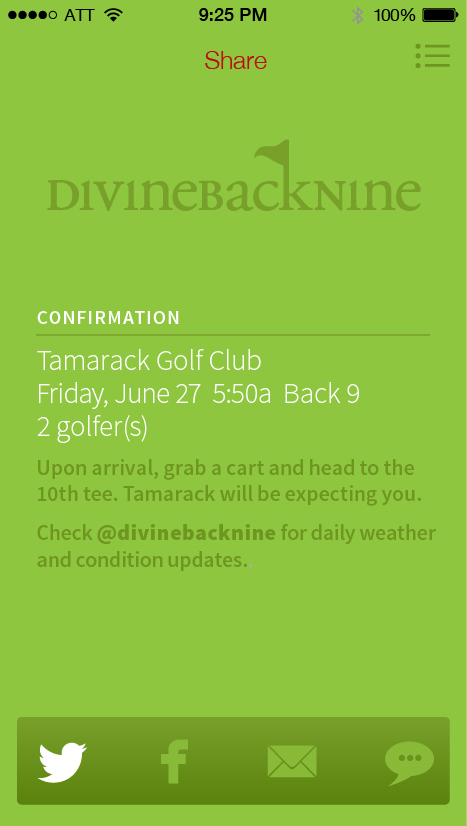 ATT 9:25 PM 100%
Share
DivineBackNine
CONFIRMATION
Tamarack Golf Club
Friday, June 27 5:50a Back 9
2 golfer(s)
Upon arrival, grab a cart and head to the
10th tee. Tamarack will be expecting you.
Check @divinebacknine for daily weather
and condition updates..